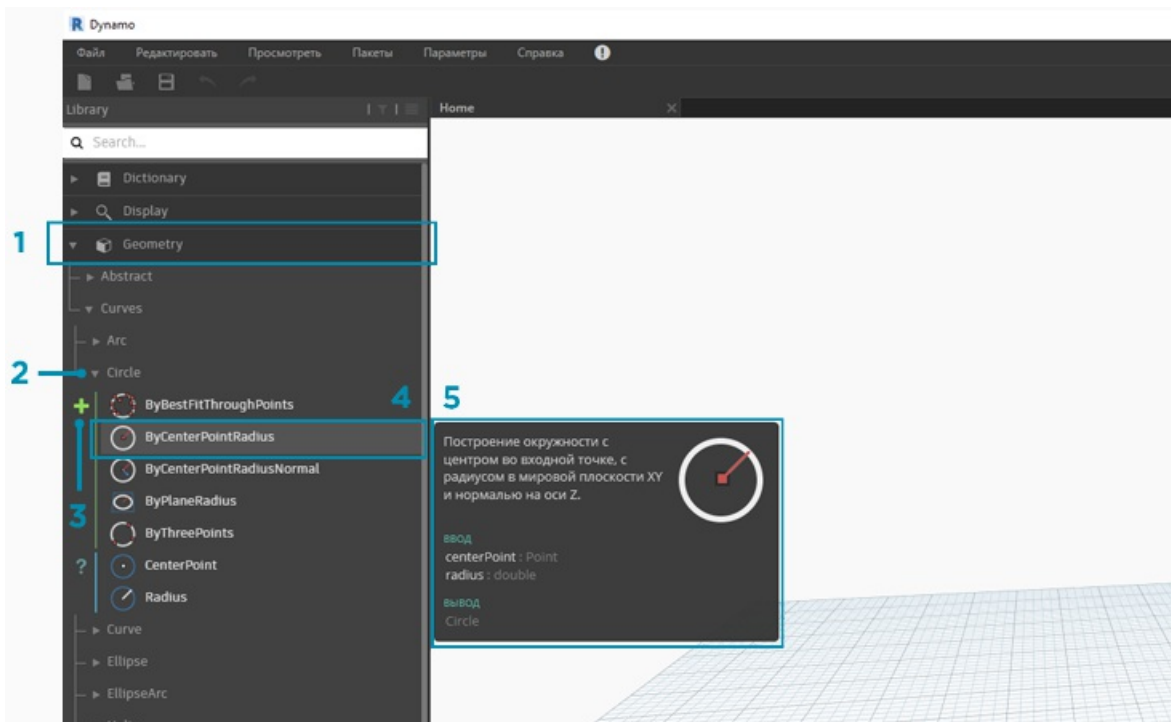 Dynamo
Файл Редактировать Просмотреть Пакеты Параметры Справка
Library
Home
Search...
Dictionary
Display
1
Geometry
Abstract
Curves
Arc
2
Circle
ByBestFitThroughPoints
4
5
ByCenterPointRadius
ByCenterPointRadiusNormal
ByPlaneRadius
3
ByThreePoints
?
CenterPoint
Radius
Curve
Ellipse
EllipseArc
Построение окружности с
центром во входной точке, с
радиусом в мировой плоскости XY
и нормалью на оси Z.
ВВОД
centerPoint : Point
radius : double
ВЫВОД
Circle